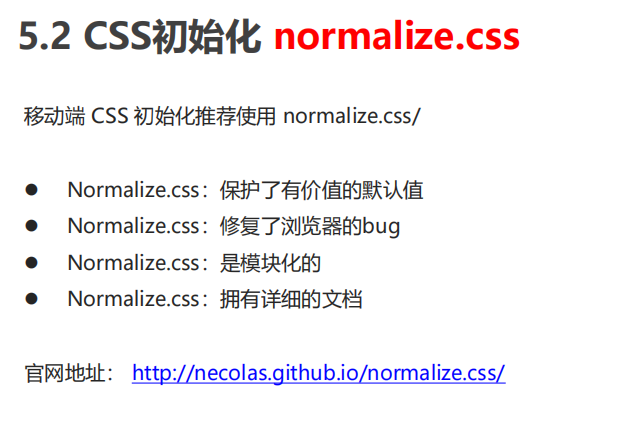 5.2 CSS初始化 normalize.css
移动端 CSS 初始化推荐使用 normalize.css/
● Normalize.css：保护了有价值的默认值
● Normalize.css：修复了浏览器的bug
● Normalize.css：是模块化的
● Normalize.css：拥有详细的文档
官网地址： http://necolas.github.io/normalize.css/